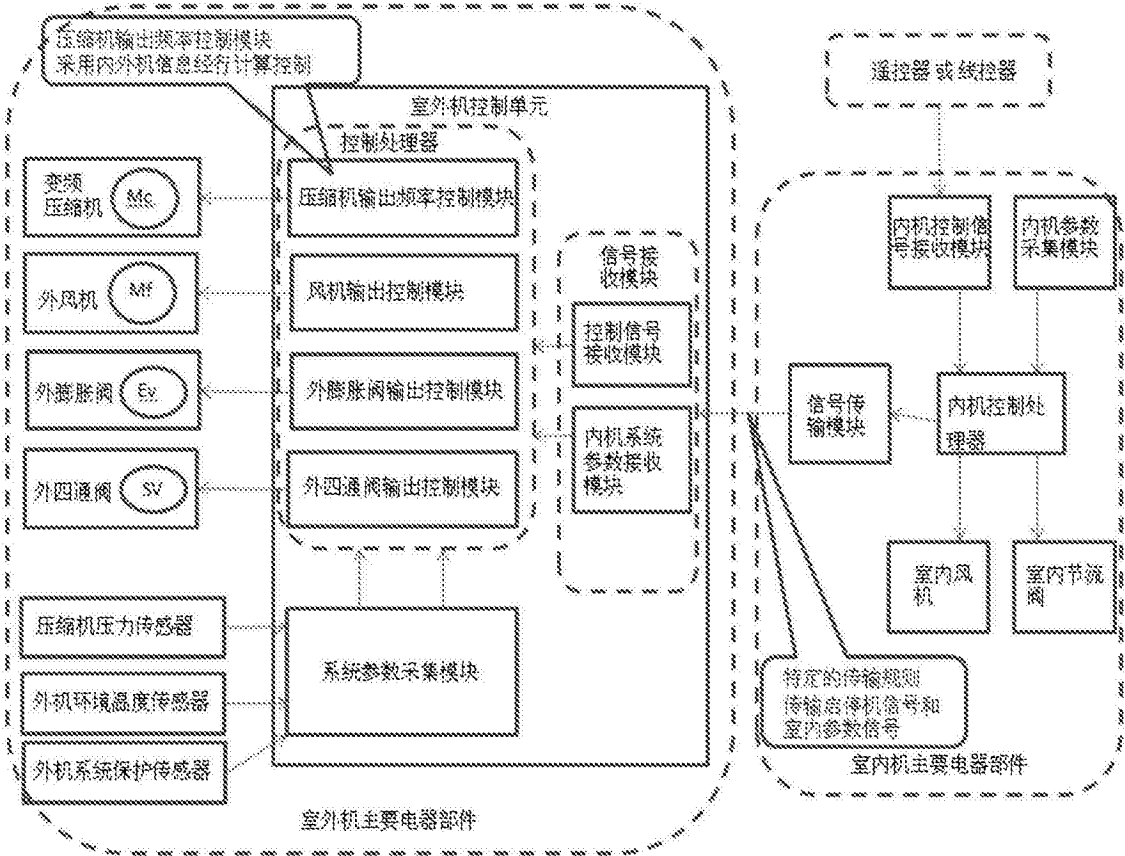 压缩机输出频率控制模块
采用内外机信息经行计算控制
室外机控制单元
控制处理器
变频
压缩机
Mc
压缩机输出频率控制模块
外风机
Mf
风机输出控制模块
外膨胀阀
Ev
外膨胀阀输出控制模块
外四通阀
SV
外四通阀输出控制模块
信号接
收模块
控制信号
接收模块
内机系统
参数接收
模块
压缩机压力传感器
外机环境温度传感器
外机系统保护传感器
系统参数采集模块
室外机主要电器部件
遥控器或线控器
内机控制信
号接收模块
内机参数
采集模块
信号传
输模块
内机控制处
理器
室内风
机
室内节流
阀
特定的传输规则
传输启停机信号和
室内参数信号
室内机主要电器部件